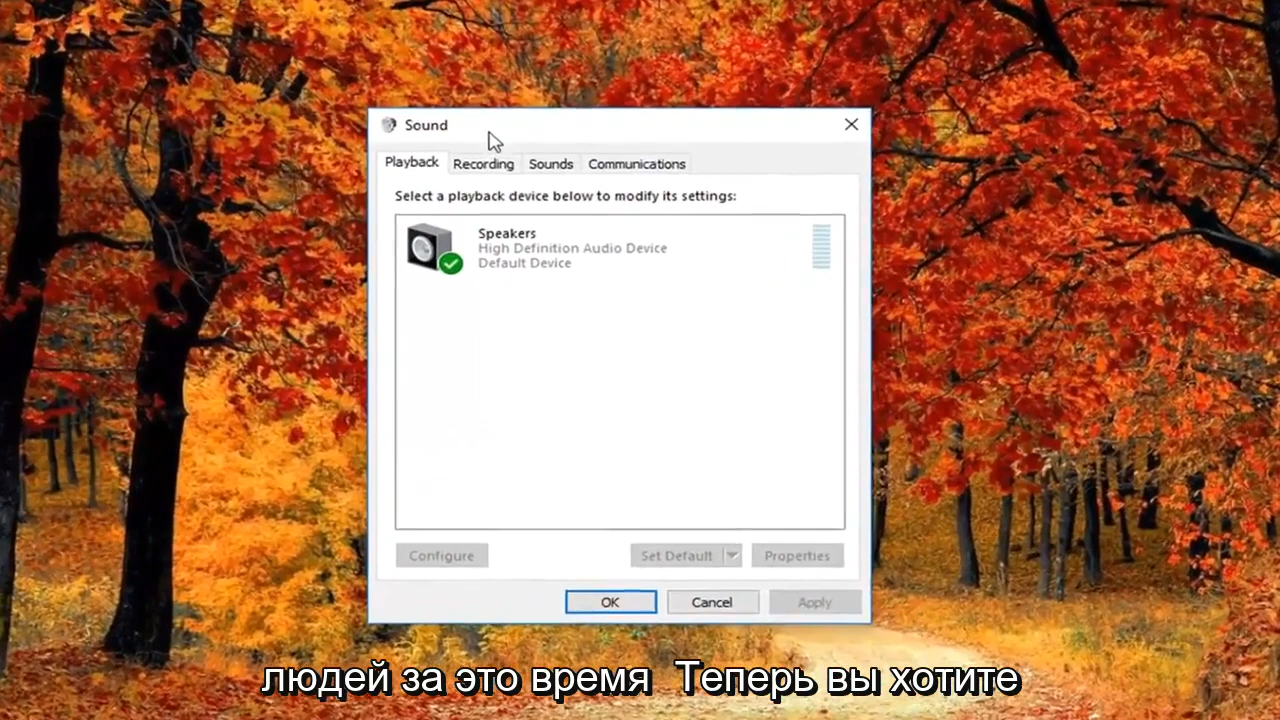 Sound
Playback Recording Sounds Communications
Select a playback device below to modify its settings:
Speakers
High Definition Audio Device
Default Device
Configure Set Default Properties
OK Cancel Apply
людей за это время Теперь вы хотите